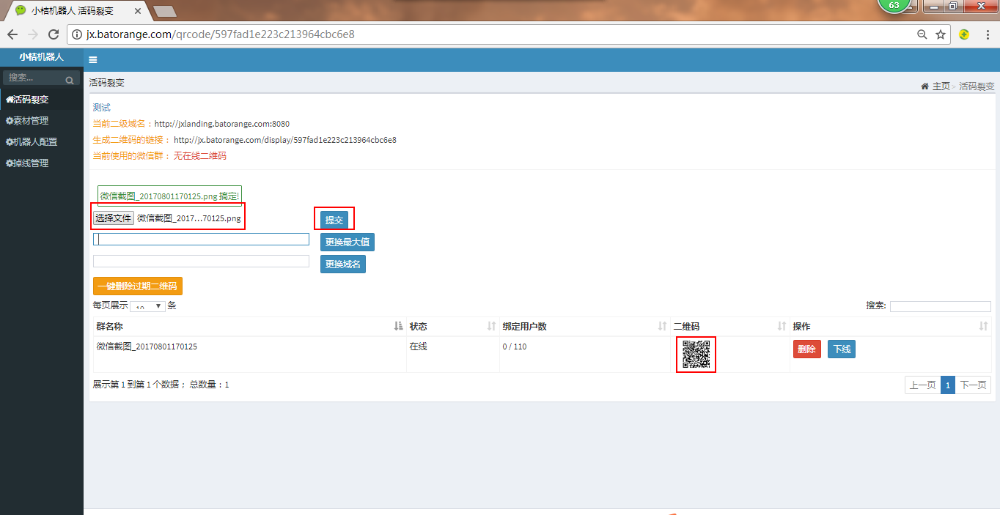 小桔机器人 活码裂变
63
jx.batorange.com/qrcode/597fad1e223c213964cbc6e8
小桔机器人
搜索...
活码裂变
素材管理
机器人配置
掉线管理
活码裂变
主页 > 活码裂变
测试
当前二级域名：http://jxlanding.batorange.com:8080
生成二维码的链接： http://jx.batorange.com/display/597fad1e223c213964cbc6e8
当前使用的微信群： 无在线二维码
微信截图_20170801170125.png 搞定!
选择文件 微信截图_2017...70125.png 提交
更换最大值
更换域名
一键删除过期二维码
每页展示 10 条 搜索:
群名称 状态 绑定用户数 二维码 操作
微信截图_20170801170125 在线 0 / 110 删除 下线
展示第 1 到第 1 个数据； 总数量：1 上一页 1 下一页